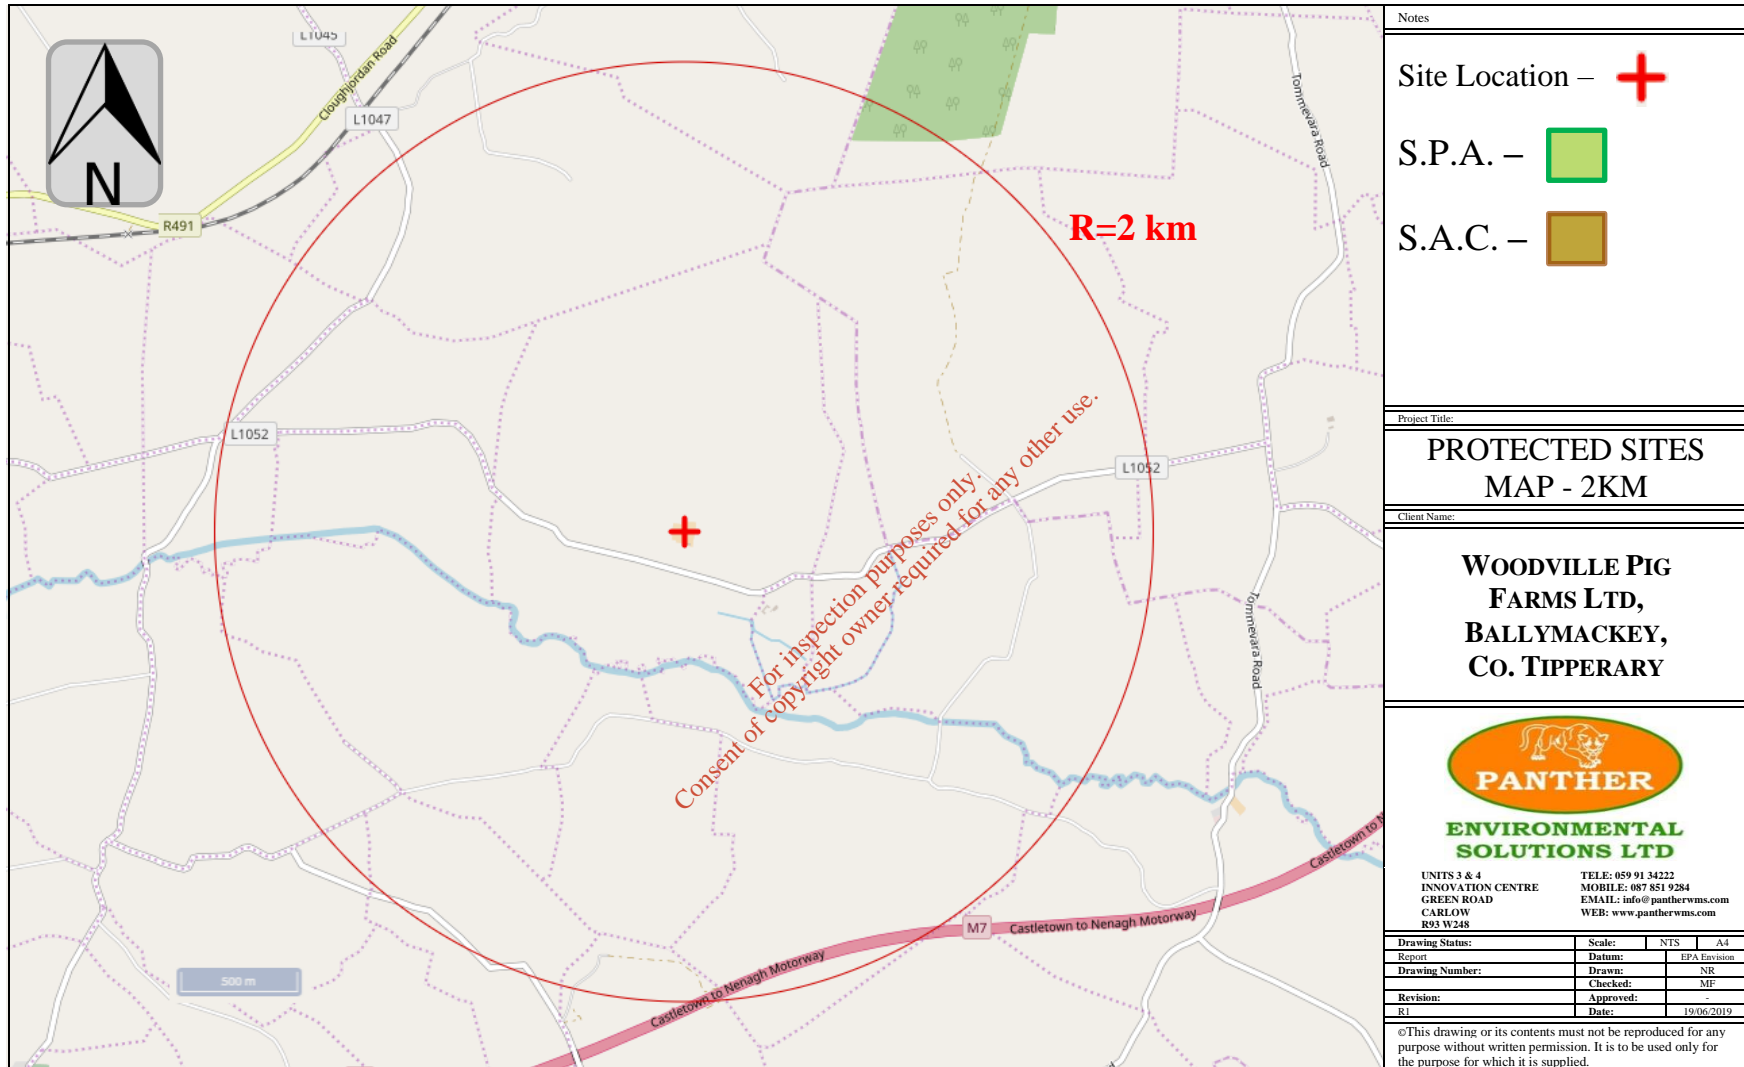 L1045
Cloughjordan Road
L1047
N
R491
Tommevara Road
R=2 km
L1052
L1052
For inspection purposes only.
Consent of copyright owner required for any other use.
Tommevara Road
Castletown to N
M7
Castletown to Nenagh Motorway
Castletown to Nenagh Motorway
500 m
Notes
Site Location –
S.P.A. –
S.A.C. –
Project Title:
PROTECTED SITES
MAP - 2KM
Client Name:
WOODVILLE PIG
FARMS LTD,
BALLYMACKEY,
CO. TIPPERARY
PANTHER
ENVIRONMENTAL
SOLUTIONS LTD
UNITS 3 & 4
INNOVATION CENTRE
GREEN ROAD
CARLOW
R93 W248
TELE: 059 91 34222
MOBILE: 087 851 9284
EMAIL: info@pantherwms.com
WEB: www.pantherwms.com
Drawing Status: Scale: NTS A4
Report Datum: EPA Envision
Drawing Number: Drawn: NR
Checked: MF
Revision: Approved: -
R1 Date: 19/06/2019
©This drawing or its contents must not be reproduced for any
purpose without written permission. It is to be used only for
the purpose for which it is supplied.